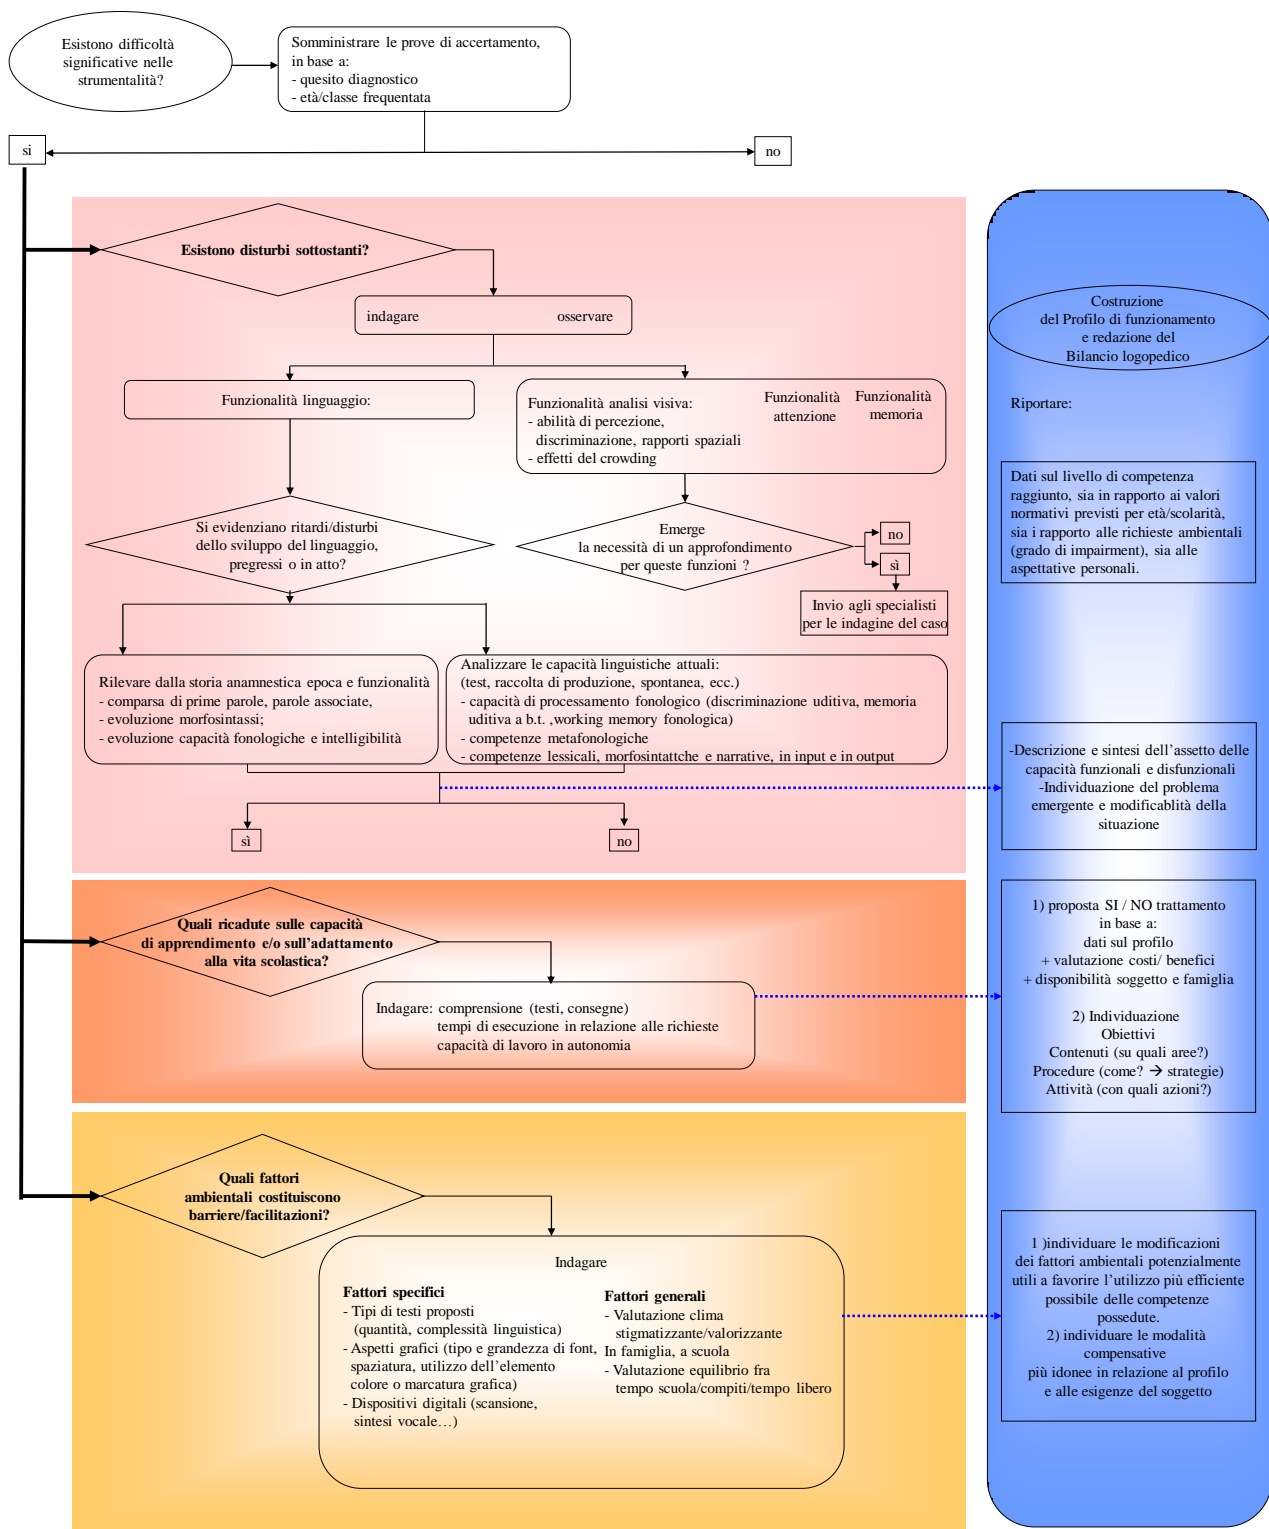 Esistono difficoltà
significative nelle
strumentalità?
Somministrare le prove di accertamento,
in base a:
- quesito diagnostico
- età/classe frequentata
si
no
Esistono disturbi sottostanti?
indagare osservare
Funzionalità linguaggio:
Funzionalità analisi visiva:
- abilità di percezione,
discriminazione, rapporti spaziali
- effetti del crowding
Funzionalità
attenzione
Funzionalità
memoria
Si evidenziano ritardi/disturbi
dello sviluppo del linguaggio,
pregressi o in atto?
Emerge
la necessità di un approfondimento
per queste funzioni ?
no
sì
Invio agli specialisti
per le indagine del caso
Rilevare dalla storia anamnestica epoca e funzionalità
- comparsa di prime parole, parole associate,
- evoluzione morfosintassi;
- evoluzione capacità fonologiche e intelligibilità
Analizzare le capacità linguistiche attuali:
(test, raccolta di produzione, spontanea, ecc.)
- capacità di processamento fonologico (discriminazione uditiva, memoria
uditiva a b.t. ,working memory fonologica)
- competenze metafonologiche
- competenze lessicali, morfosintattche e narrative, in input e in output
sì
no
Quali ricadute sulle capacità
di apprendimento e/o sull'adattamento
alla vita scolastica?
Indagare: comprensione (testi, consegne)
tempi di esecuzione in relazione alle richieste
capacità di lavoro in autonomia
Quali fattori
ambientali costituiscono
barriere/facilitazioni?
Indagare
Fattori specifici
- Tipi di testi proposti
(quantità, complessità linguistica)
- Aspetti grafici (tipo e grandezza di font,
spaziatura, utilizzo dell'elemento
colore o marcatura grafica)
- Dispositivi digitali (scansione,
sintesi vocale…)
Fattori generali
- Valutazione clima
stigmatizzante/valorizzante
In famiglia, a scuola
- Valutazione equilibrio fra
tempo scuola/compiti/tempo libero
Costruzione
del Profilo di funzionamento
e redazione del
Bilancio logopedico
Riportare:
Dati sul livello di competenza
raggiunto, sia in rapporto ai valori
normativi previsti per età/scolarità,
sia i rapporto alle richieste ambientali
(grado di impairment), sia alle
aspettative personali.
-Descrizione e sintesi dell'assetto delle
capacità funzionali e disfunzionali
-Individuazione del problema
emergente e modificablità della
situazione
1) proposta SI / NO trattamento
in base a:
dati sul profilo
+ valutazione costi/ benefici
+ disponibilità soggetto e famiglia
2) Individuazione
Obiettivi
Contenuti (su quali aree?)
Procedure (come? → strategie)
Attività (con quali azioni?)
1 )individuare le modificazioni
dei fattori ambientali potenzialmente
utili a favorire l'utilizzo più efficiente
possibile delle competenze
possedute.
2) individuare le modalità
compensative
più idonee in relazione al profilo
e alle esigenze del soggetto